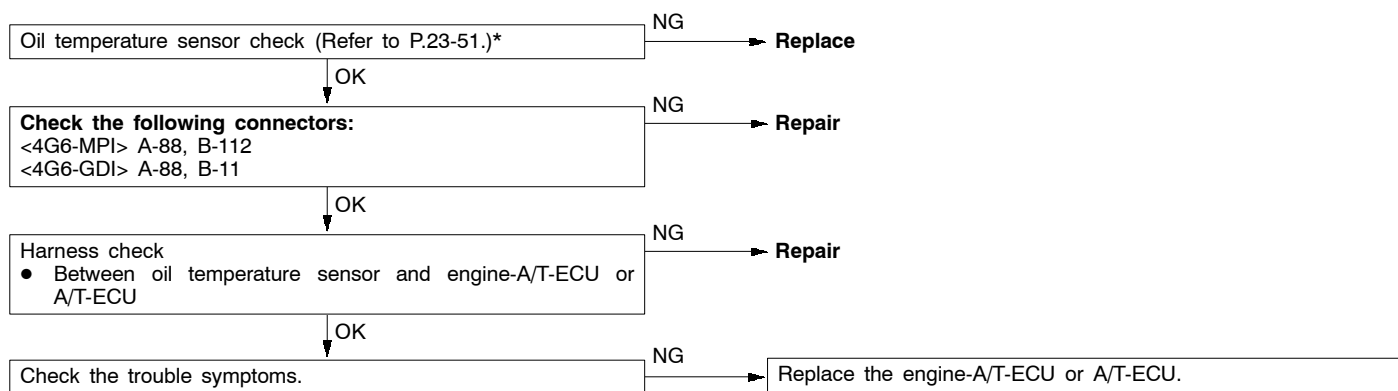 Oil temperature sensor check (Refer to P.23-51.)*
NG
Replace
OK
Check the following connectors:
<4G6-MPI> A-88, B-112
<4G6-GDI> A-88, B-11
NG
Repair
OK
Harness check
● Between oil temperature sensor and engine-A/T-ECU or
A/T-ECU
NG
Repair
OK
Check the trouble symptoms.
NG
Replace the engine-A/T-ECU or A/T-ECU.